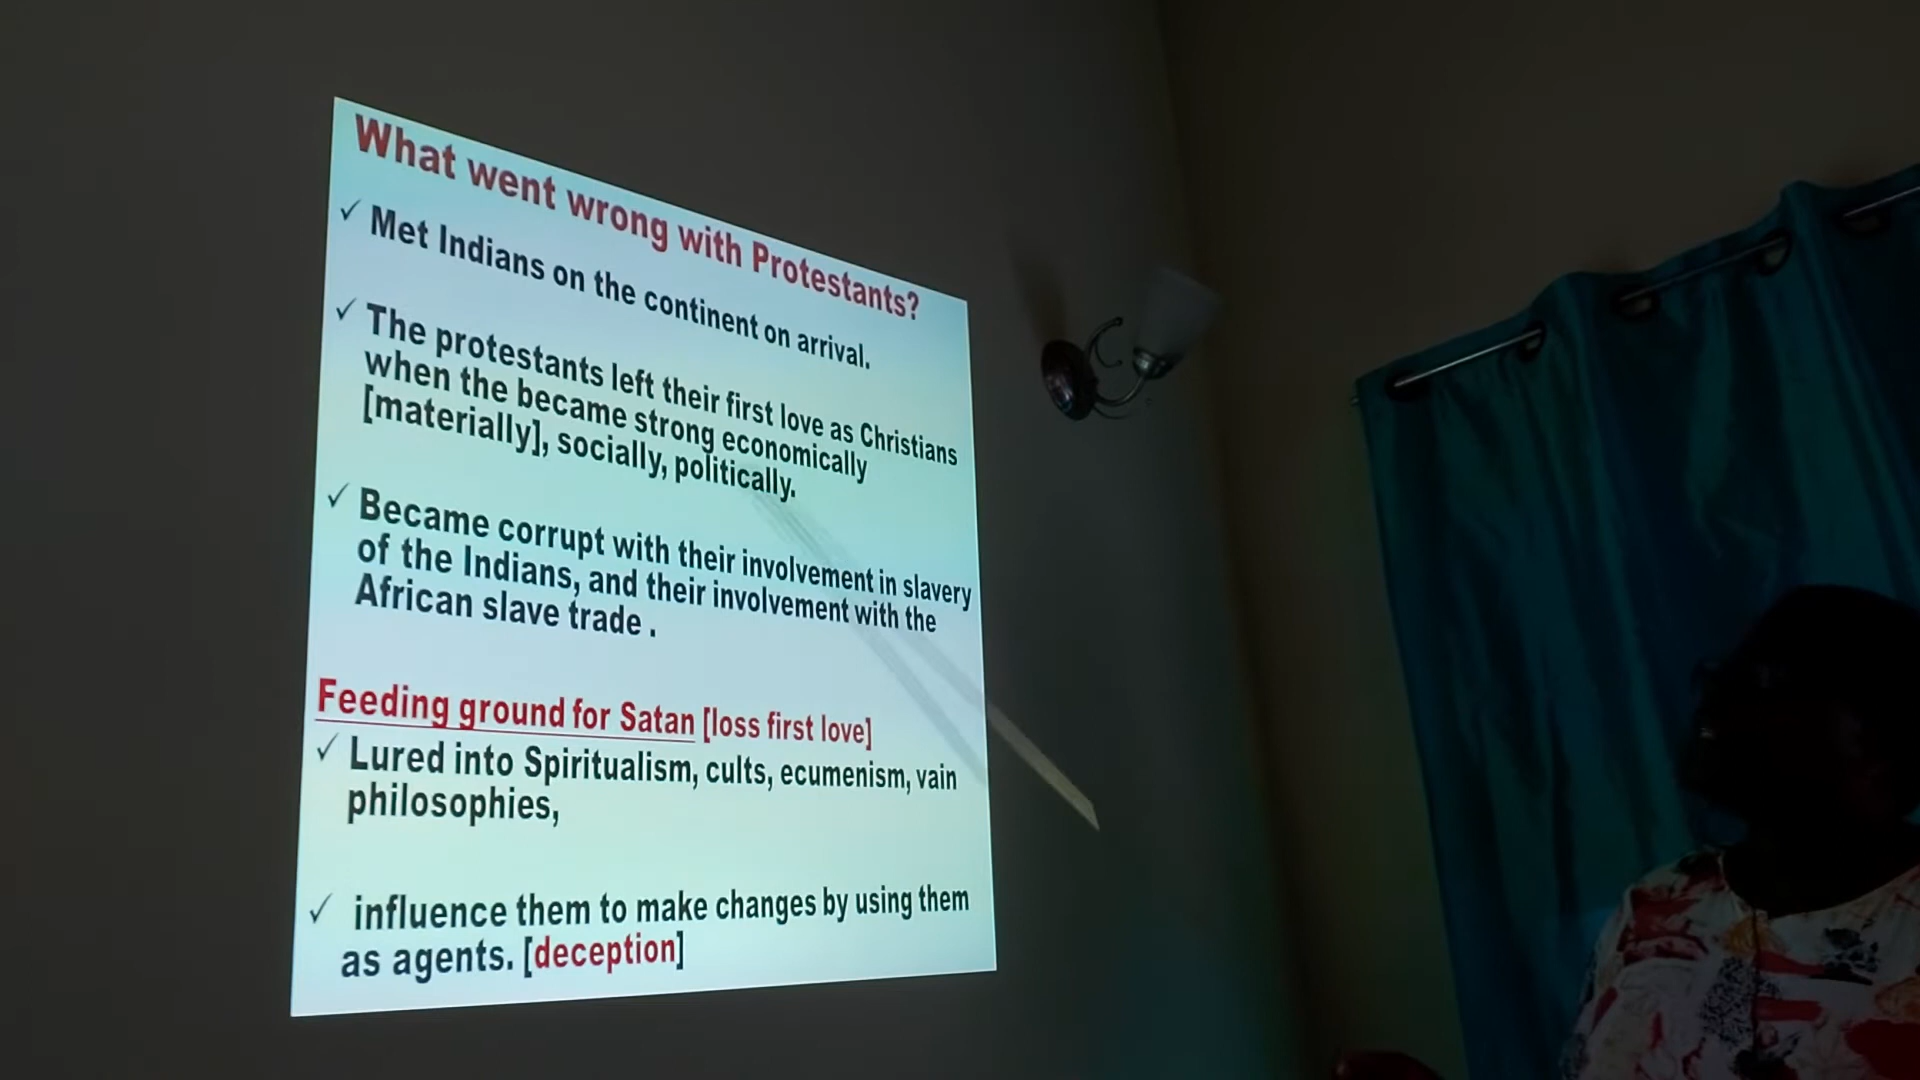 What went wrong with Protestants?
✓ Met Indians on the continent on arrival.
✓ The protestants left their first love as Christians
when the became strong economically
[materially], socially, politically.
✓ Became corrupt with their involvement in slavery
of the Indians, and their involvement with the
African slave trade .
Feeding ground for Satan [loss first love]
✓ Lured into Spiritualism, cults, ecumenism, vain
philosophies,
✓ influence them to make changes by using them
as agents. [deception]